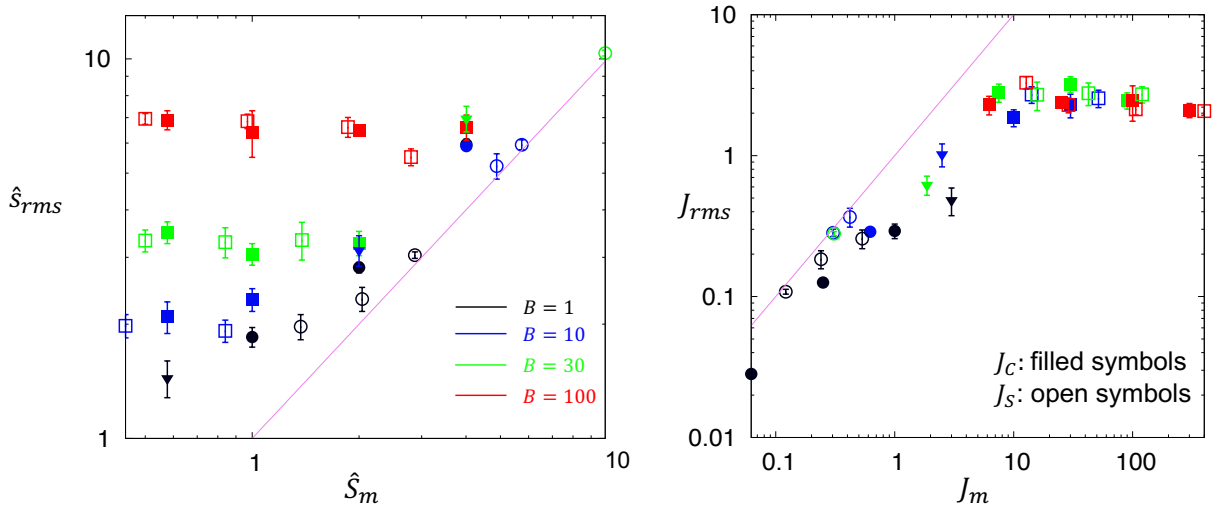 10
ŝ_rms
1
1
10
Ŝ_m
B = 1
B = 10
B = 30
B = 100
10
1
J_rms
0.1
0.01
0.1
1
10
100
J_m
J_C: filled symbols
J_S: open symbols